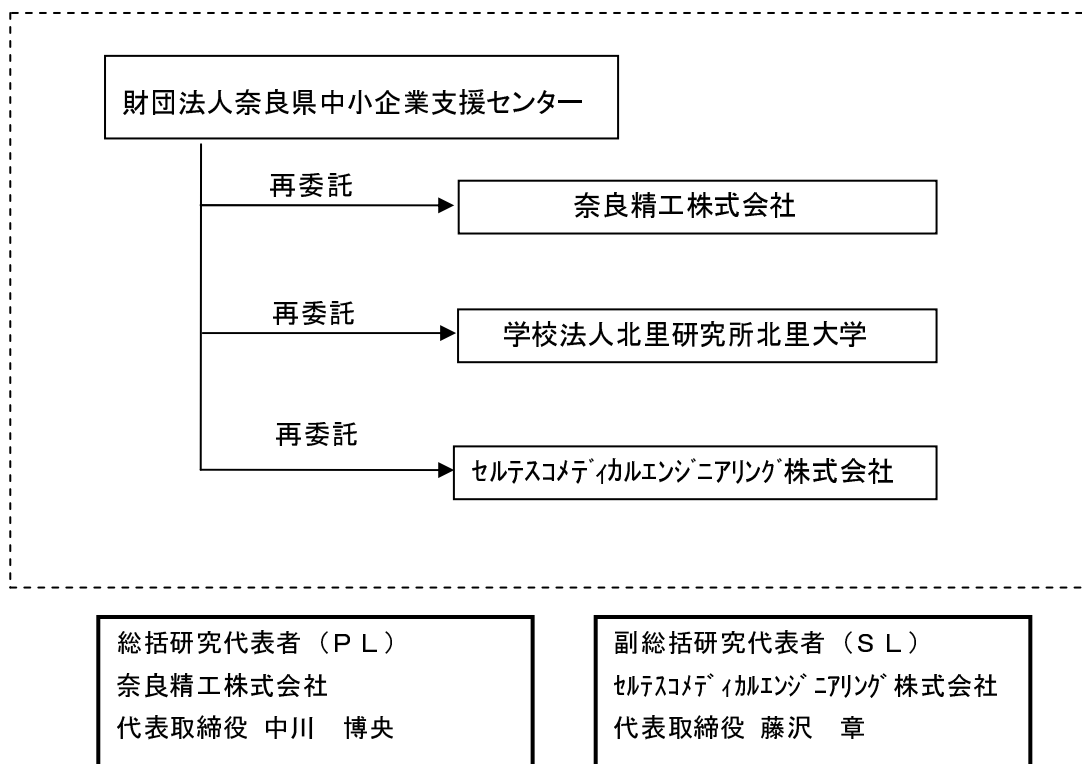 財団法人奈良県中小企業支援センター
再委託
奈良精工株式会社
再委託
学校法人北里研究所北里大学
再委託
ｾﾙﾃｽｺﾒﾃﾞｨｶﾙｴﾝｼﾞﾆｱﾘﾝｸﾞ株式会社
総括研究代表者（ＰＬ）
奈良精工株式会社
代表取締役 中川　博央
副総括研究代表者（ＳＬ）
ｾﾙﾃｽｺﾒﾃﾞｨｶﾙｴﾝｼﾞﾆｱﾘﾝｸﾞ株式会社
代表取締役 藤沢　章